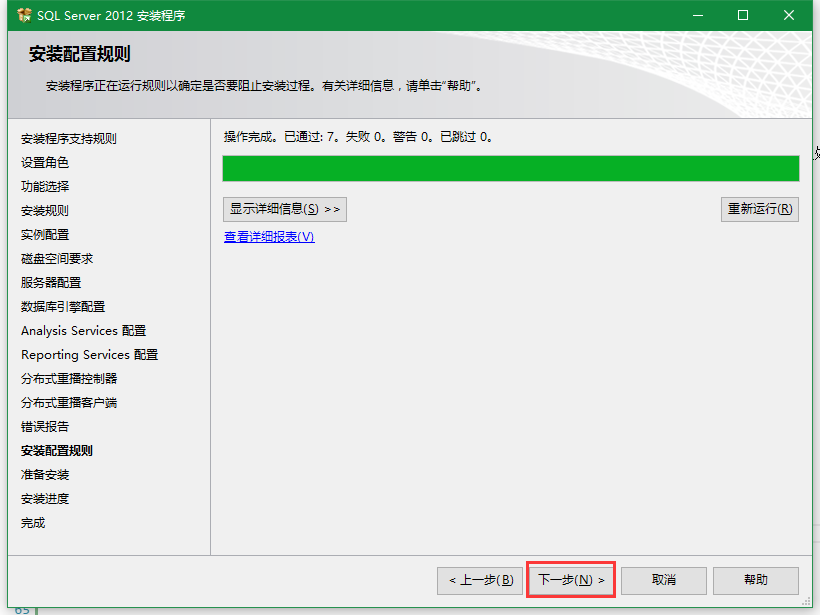 SQL Server 2012 安装程序
安装配置规则
安装程序正在运行规则以确定是否要阻止安装过程。有关详细信息，请单击“帮助”。
安装程序支持规则
设置角色
功能选择
安装规则
实例配置
磁盘空间要求
服务器配置
数据库引擎配置
Analysis Services 配置
Reporting Services 配置
分布式重播控制器
分布式重播客户端
错误报告
安装配置规则
准备安装
安装进度
完成
操作完成。已通过: 7。失败 0。警告 0。已跳过 0。
显示详细信息(S) >> 重新运行(R)
查看详细报表(V)
< 上一步(B) 下一步(N) > 取消 帮助
65